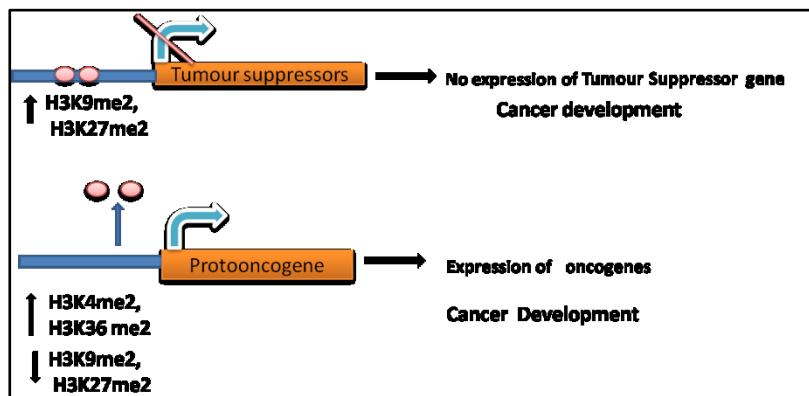 Tumour suppressors
No expression of Tumour Suppressor gene
Cancer development
H3K9me2,
H3K27me2
Protooncogene
Expression of oncogenes
Cancer Development
H3K4me2,
H3K36 me2
H3K9me2,
H3K27me2